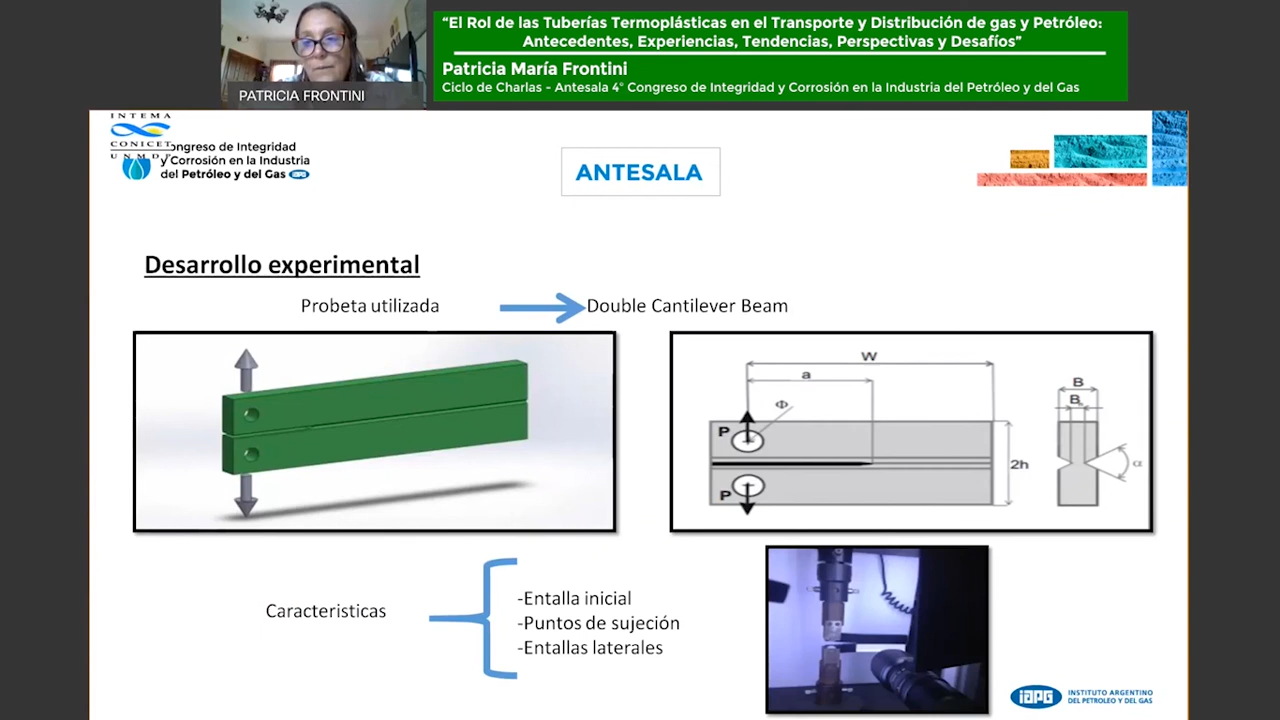 “El Rol de las Tuberías Termoplásticas en el Transporte y Distribución de gas y Petróleo:
Antecedentes, Experiencias, Tendencias, Perspectivas y Desafíos”
Patricia María Frontini
Ciclo de Charlas - Antesala 4° Congreso de Integridad y Corrosión en la Industria del Petróleo y del Gas
PATRICIA FRONTINI
INTEMA
CONICET
UNMDP
ongreso de Integridad
y Corrosión en la Industria
del Petróleo y del Gas iapg
ANTESALA
Desarrollo experimental
Probeta utilizada
Double Cantilever Beam
W
a
Φ
P
P
2h
B
B
α
Caracteristicas
-Entalla inicial
-Puntos de sujeción
-Entallas laterales
iapg
INSTITUTO ARGENTINO
DEL PETROLEO Y DEL GAS